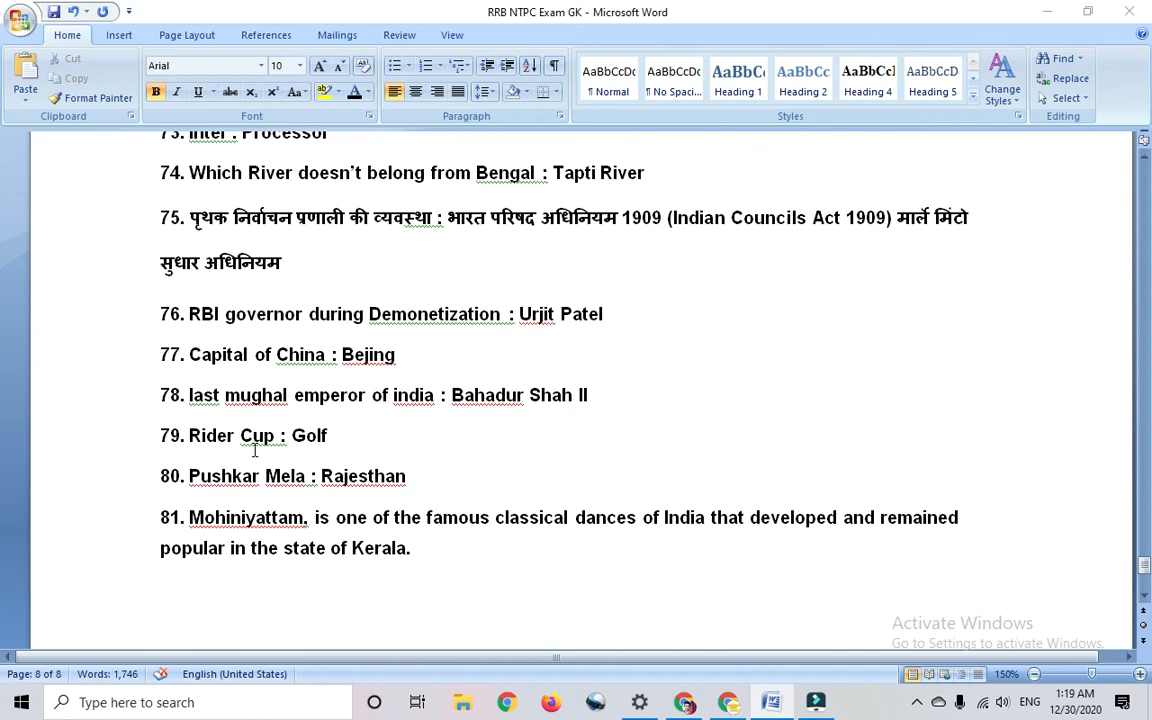 RRB NTPC Exam GK - Microsoft Word
Home Insert Page Layout References Mailings Review View
Paste
Cut
Copy
Format Painter
Clipboard
Arial 10
B I U abc X₂ X² Aa A
Font
Paragraph
AaBbCcDc AaBbCcDc AaBbC( AaBbCc AaBbCcI AaBbCcD
¶ Normal ¶ No Spaci... Heading 1 Heading 2 Heading 4 Heading 5
Styles
Change Styles
Find
Replace
Select
Editing
73. Inter : Processor
74. Which River doesn't belong from Bengal : Tapti River
75. पृथक निर्वाचन प्रणाली की व्यवस्था : भारत परिषद अधिनियम 1909 (Indian Councils Act 1909) मार्ले मिंटो
सुधार अधिनियम
76. RBI governor during Demonetization : Urjit Patel
77. Capital of China : Bejing
78. last mughal emperor of india : Bahadur Shah II
79. Rider Cup : Golf
80. Pushkar Mela : Rajesthan
81. Mohiniyattam, is one of the famous classical dances of India that developed and remained
popular in the state of Kerala.
Activate Windows
Go to Settings to activate Windows.
Page: 8 of 8 Words: 1,746 English (United States) 150%
Type here to search
ENG
1:19 AM
12/30/2020